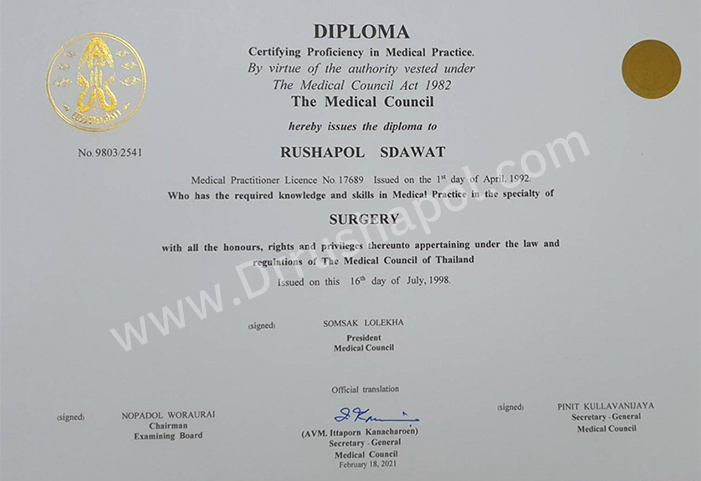 DIPLOMA
Certifying Proficiency in Medical Practice.
By virtue of the authority vested under
The Medical Council Act 1982
The Medical Council
hereby issues the diploma to
No. 9803/2541
RUSHAPOL SDAWAT
Medical Practitioner Licence No. 17689 Issued on the 1st day of April, 1992.
Who has the required knowledge and skills in Medical Practice in the specialty of
SURGERY
with all the honours, rights and privileges thereunto appertaining under the law and
regulations of The Medical Council of Thailand
Issued on this 16th day of July, 1998.
(signed) SOMSAK LOLEKHA
President
Medical Council
Official translation
(signed) NOPADOL WORAURAI
Chairman
Examining Board
(AVM. Ittaporn Kanacharoen)
Secretary - General
Medical Council
February 18, 2021
(signed) PINIT KULLAVANIJAYA
Secretary - General
Medical Council
www.Drrushapol.com